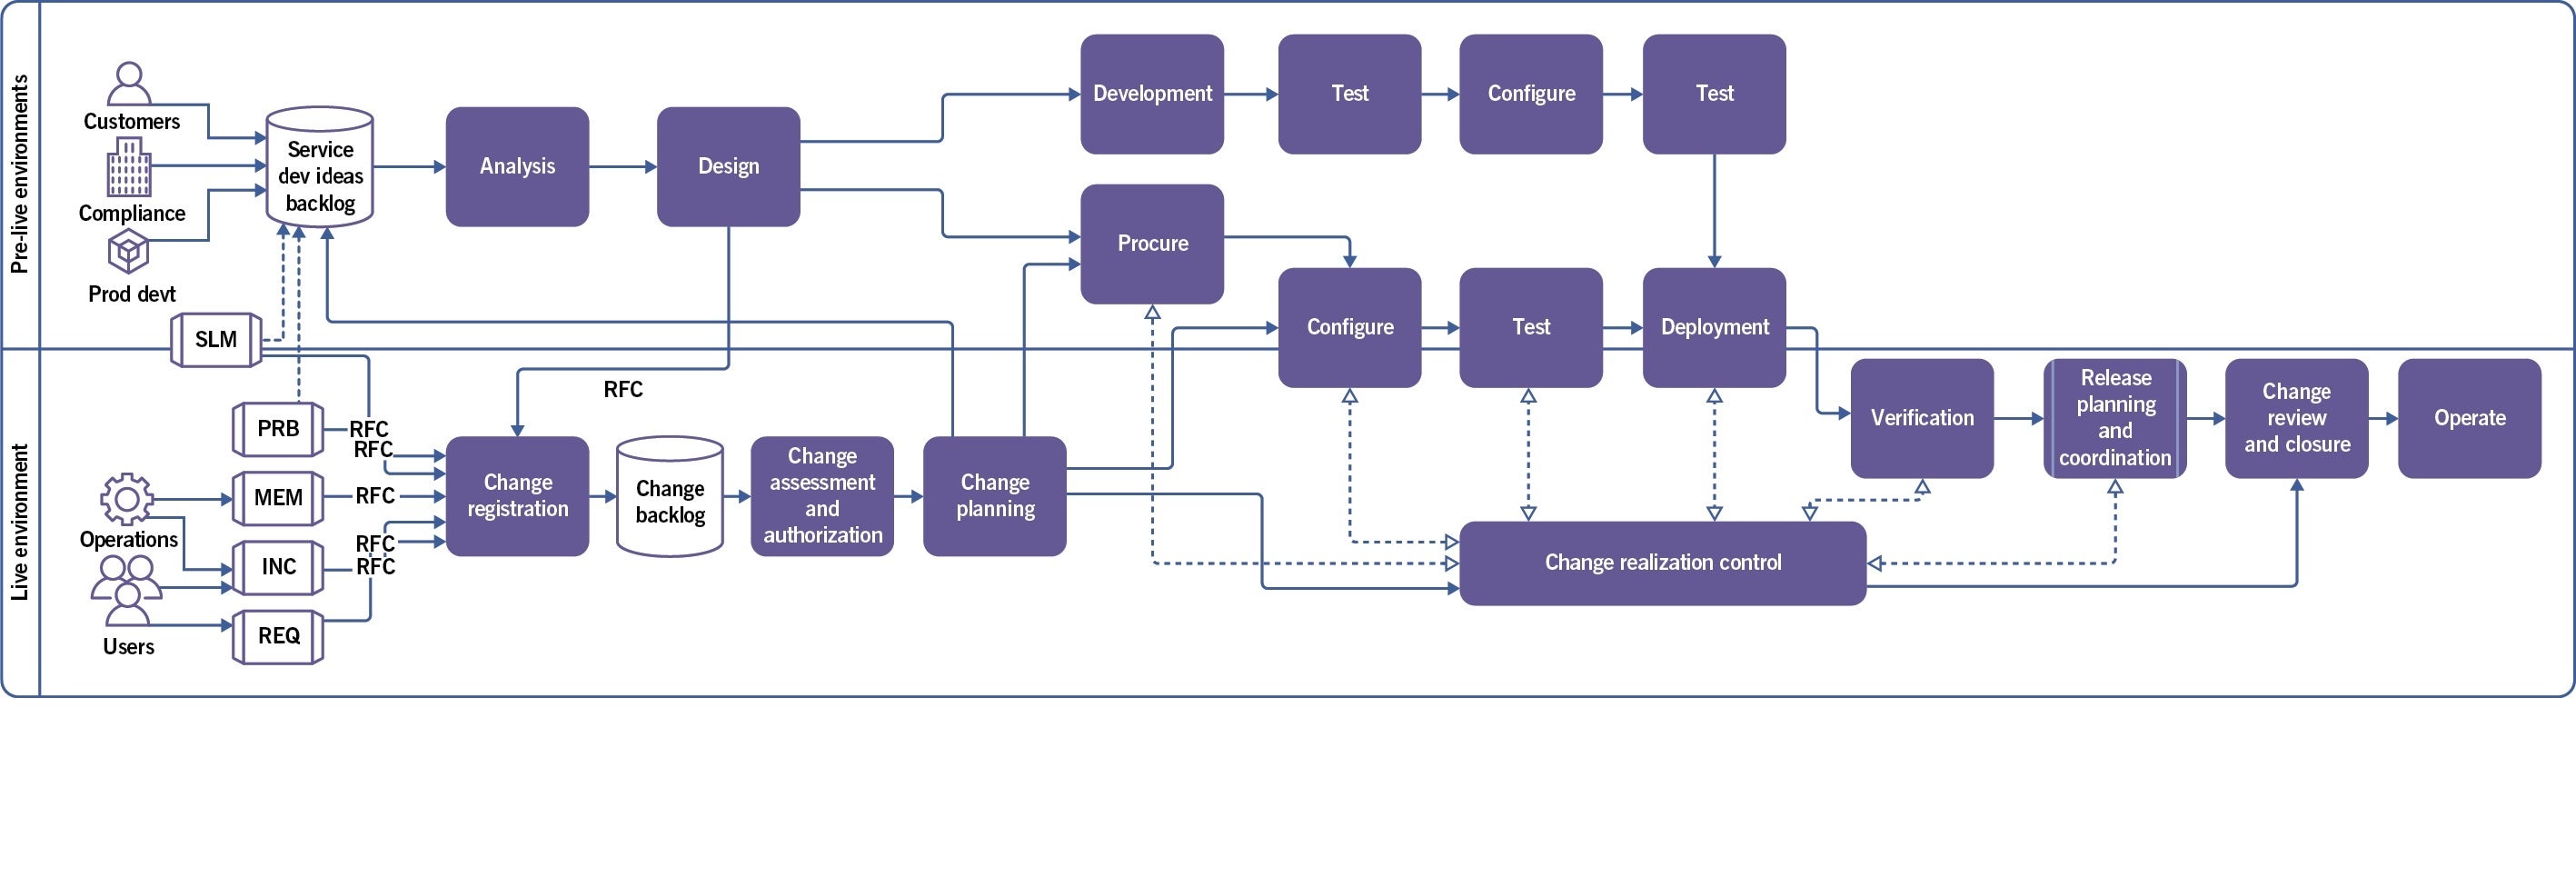 Pre-live environments
Customers
Compliance
Prod devt
SLM
Service
dev ideas
backlog
Analysis
Design
Development
Test
Configure
Test
Procure
Configure
Test
Deployment
Live environment
RFC
PRB
RFC
RFC
MEM
RFC
Operations
INC
RFC
RFC
Users
REQ
Change
registration
Change
backlog
Change
assessment
and
authorization
Change
planning
Change realization control
Verification
Release
planning
and
coordination
Change
review
and closure
Operate